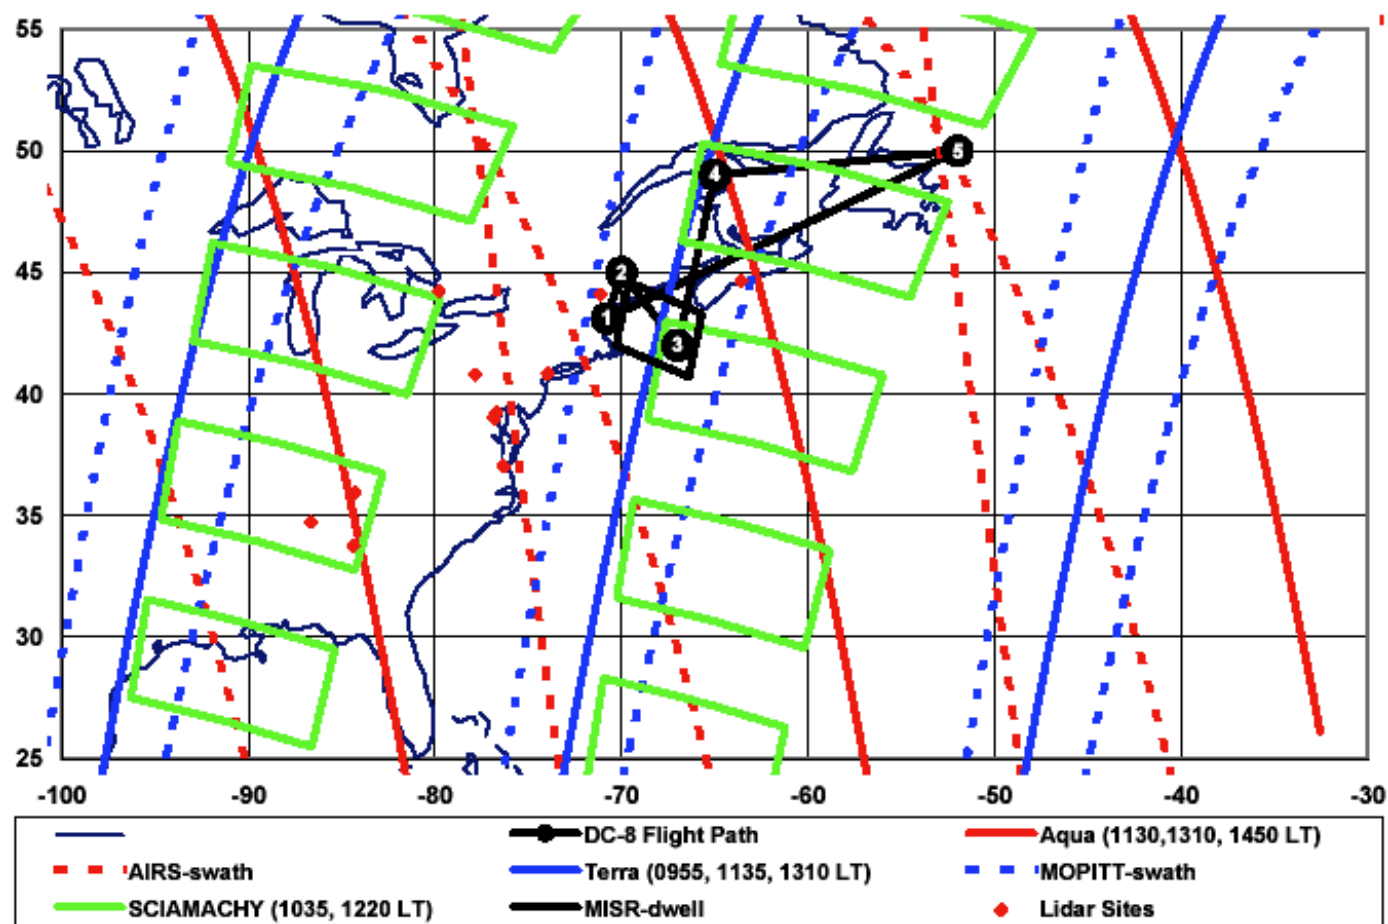 55
50
45
40
35
30
25
-100 -90 -80 -70 -60 -50 -40 -30
1
2
3
4
5
DC-8 Flight Path
Aqua (1130,1310, 1450 LT)
AIRS-swath
Terra (0955, 1135, 1310 LT)
MOPITT-swath
SCIAMACHY (1035, 1220 LT)
MISR-dwell
Lidar Sites